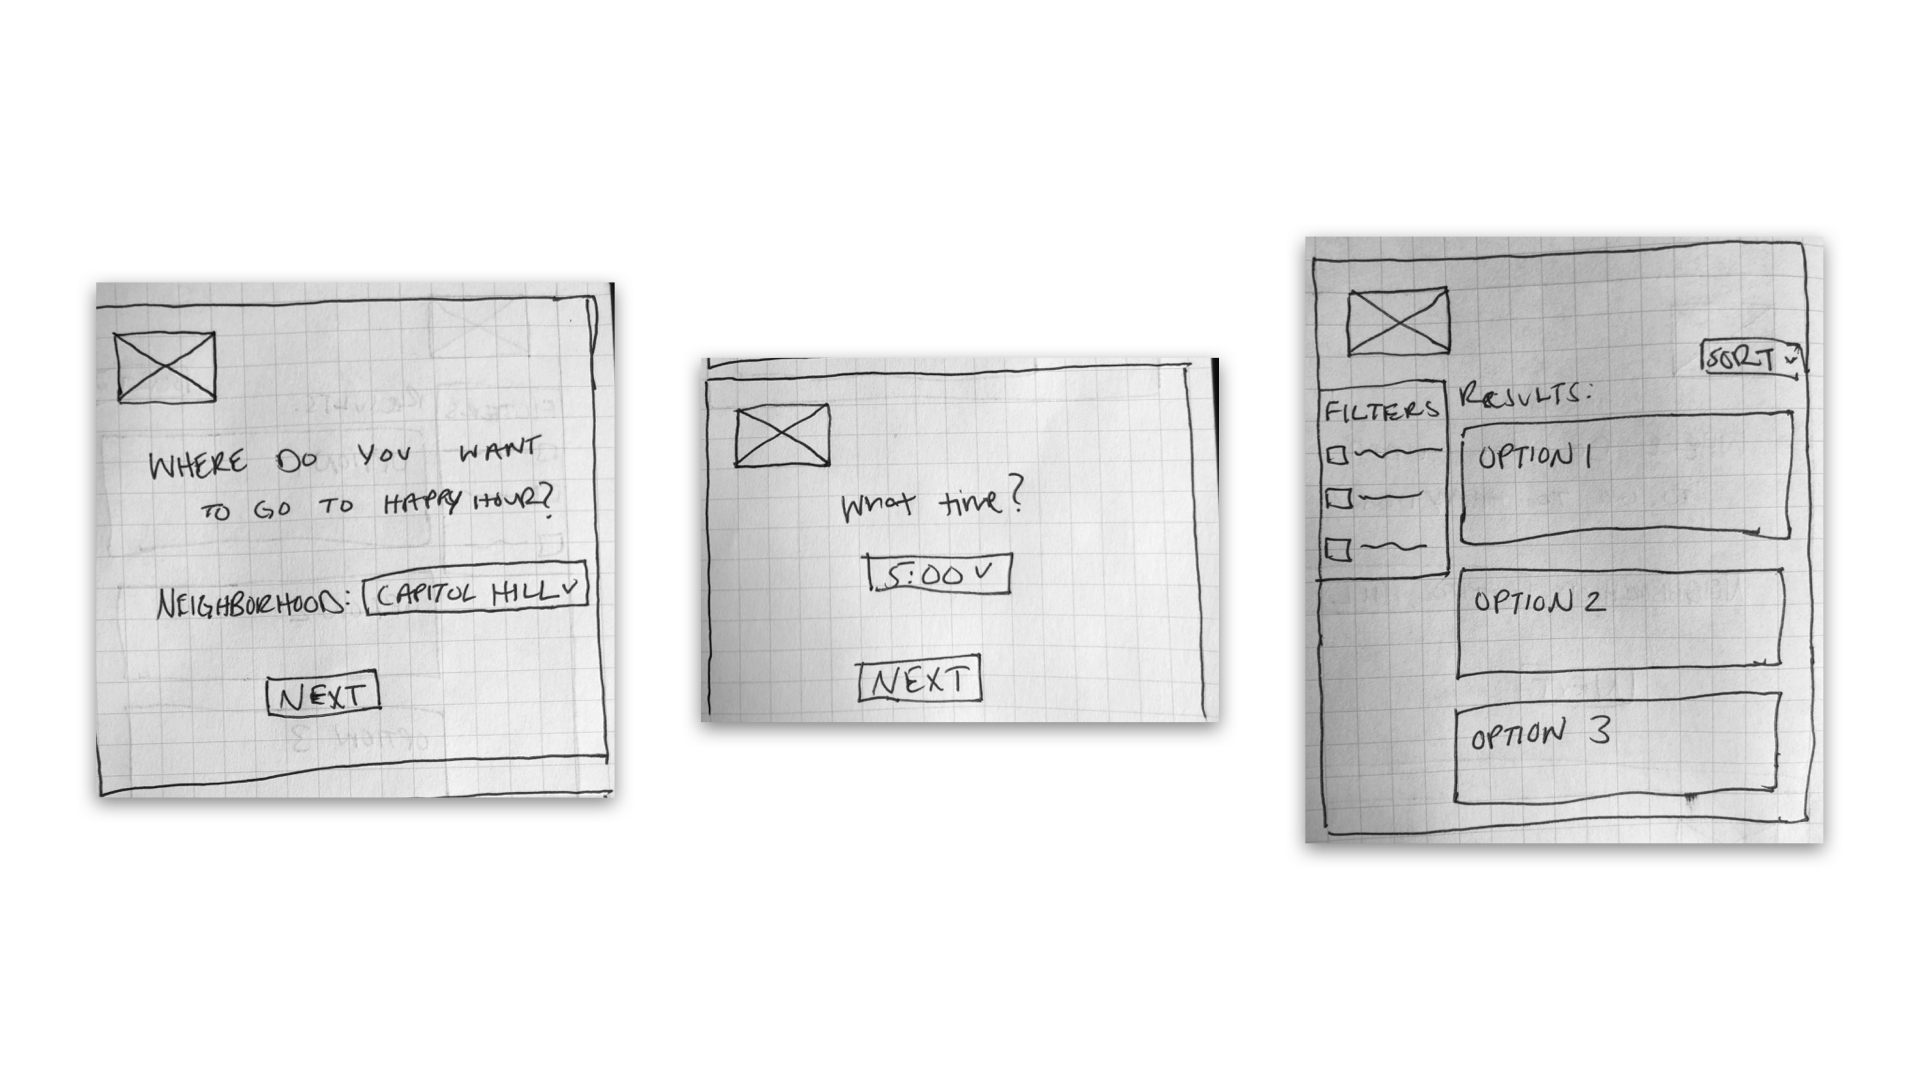 WHERE DO YOU WANT
TO GO TO HAPPY HOUR?
NEIGHBORHOOD: CAPITOL HILL
NEXT
What time?
5:00
NEXT
SORT
FILTERS
RESULTS:
OPTION 1
OPTION 2
OPTION 3